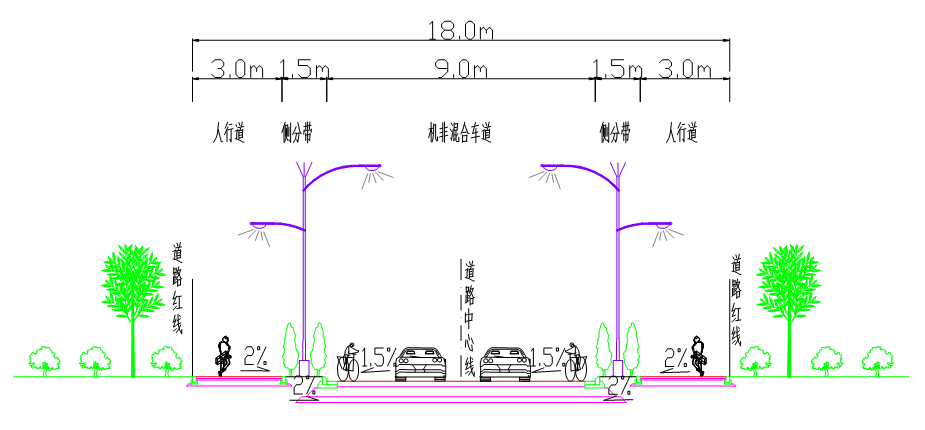 18.0m
3.0m 1.5m 9.0m 1.5m 3.0m
人行道 侧分带 机非混合车道 侧分带 人行道
道路红线
道路中心线
道路红线
2% 1.5% 1.5% 2%
2% 2%